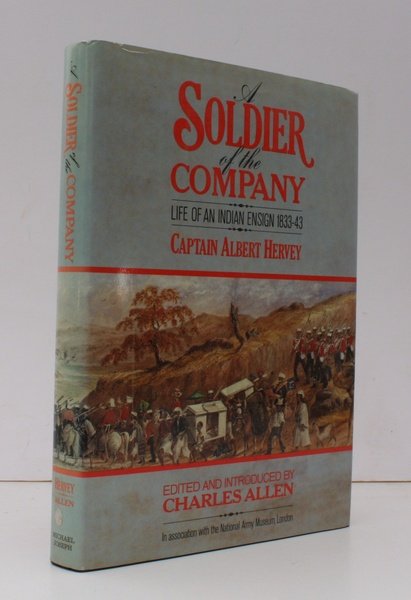 A
SOLDIER
of the
COMPANY
LIFE OF AN INDIAN ENSIGN 1833-43
CAPTAIN ALBERT HERVEY
EDITED AND INTRODUCED BY
CHARLES ALLEN
In association with the National Army Museum, London
A SOLDIER of the COMPANY
HERVEY
ALLEN
MICHAEL
JOSEPH